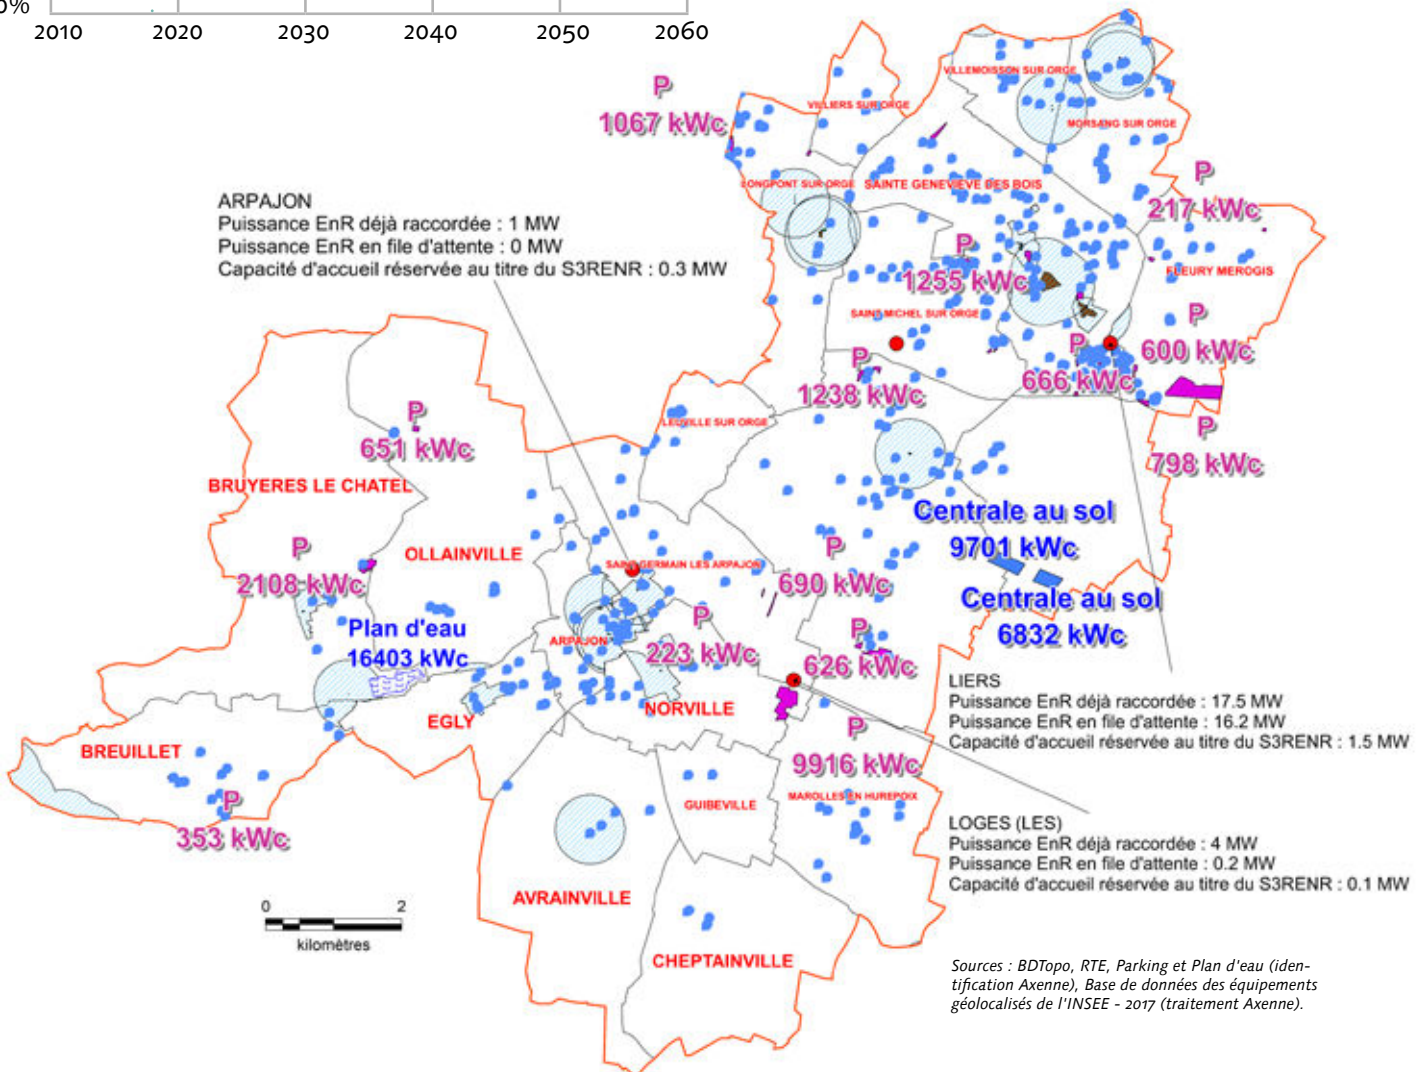 0%
2010 2020 2030 2040 2050 2060
VILLEMOISSON SUR ORGE
P
1067 kWc
VILLIERS SUR ORGE
MORSANG SUR ORGE
LONGPONT SUR ORGE
SAINTE GENEVIEVE DES BOIS
P
217 kWc
ARPAJON
Puissance EnR déjà raccordée : 1 MW
Puissance EnR en file d'attente : 0 MW
Capacité d'accueil réservée au titre du S3RENR : 0.3 MW
P
1255 kWc
FLEURY MEROGIS
SAINT MICHEL SUR ORGE
P
600 kWc
P
666 kWc
P
1238 kWc
LEUVILLE SUR ORGE
P
651 kWc
P
798 kWc
BRUYERES LE CHATEL
Centrale au sol
9701 kWc
OLLAINVILLE
P
2108 kWc
SAINT GERMAIN LES ARPAJON
P
690 kWc
Centrale au sol
6832 kWc
Plan d'eau
16403 kWc
ARPAJON
P
223 kWc
P
626 kWc
LIERS
Puissance EnR déjà raccordée : 17.5 MW
Puissance EnR en file d'attente : 16.2 MW
Capacité d'accueil réservée au titre du S3RENR : 1.5 MW
EGLY
NORVILLE
BREUILLET
P
9916 kWc
P
353 kWc
GUIBEVILLE
MAROLLES EN HUREPOIX
LOGES (LES)
Puissance EnR déjà raccordée : 4 MW
Puissance EnR en file d'attente : 0.2 MW
Capacité d'accueil réservée au titre du S3RENR : 0.1 MW
AVRAINVILLE
0 2
kilomètres
CHEPTAINVILLE
Sources : BDTopo, RTE, Parking et Plan d'eau (iden-
tification Axenne), Base de données des équipements
géolocalisés de l'INSEE - 2017 (traitement Axenne).